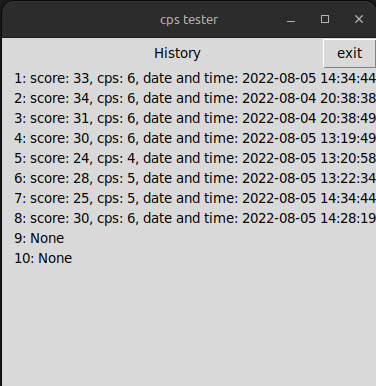 cps tester
History
exit
1: score: 33, cps: 6, date and time: 2022-08-05 14:34:44
2: score: 34, cps: 6, date and time: 2022-08-04 20:38:38
3: score: 31, cps: 6, date and time: 2022-08-04 20:38:49
4: score: 30, cps: 6, date and time: 2022-08-05 13:19:49
5: score: 24, cps: 4, date and time: 2022-08-05 13:20:58
6: score: 28, cps: 5, date and time: 2022-08-05 13:22:34
7: score: 25, cps: 5, date and time: 2022-08-05 14:34:44
8: score: 30, cps: 6, date and time: 2022-08-05 14:28:19
9: None
10: None